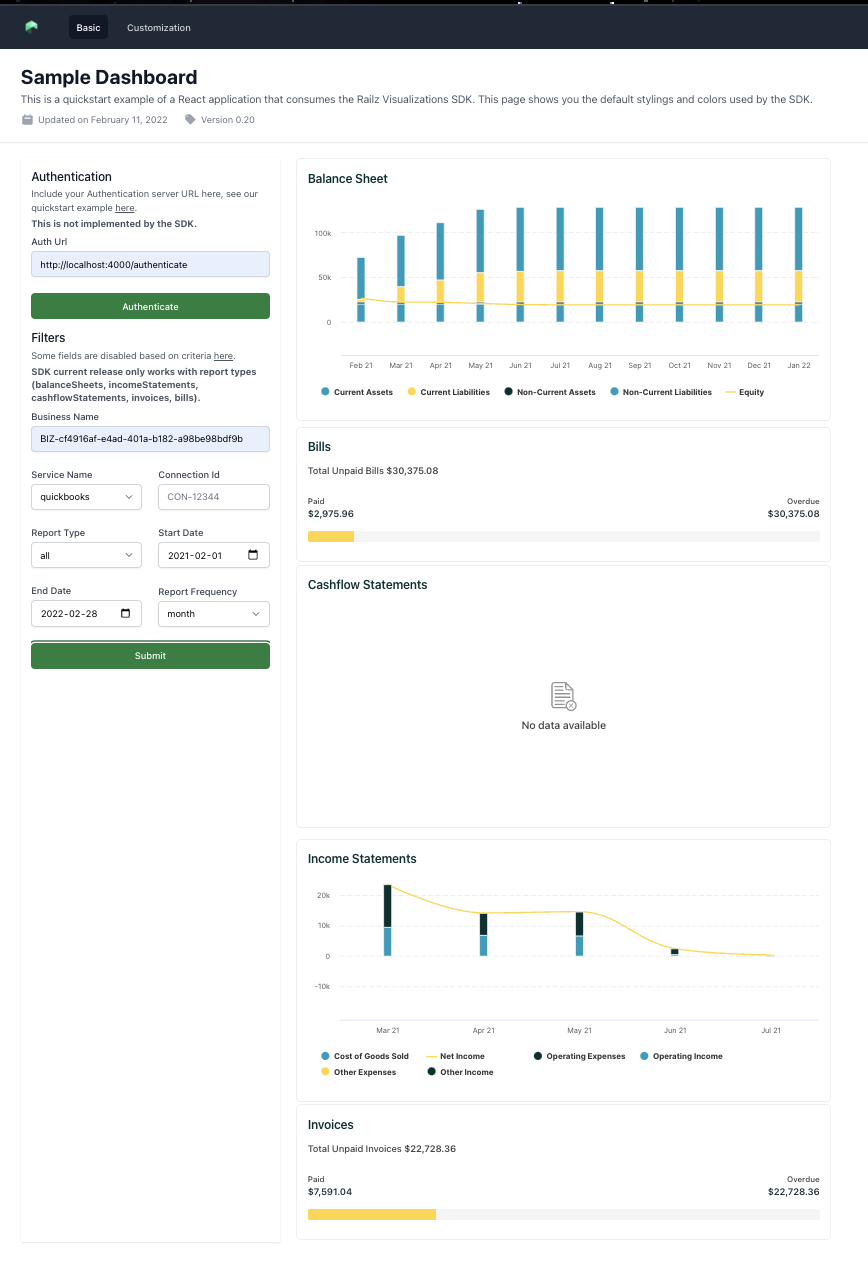 Basic
Customization
Sample Dashboard
This is a quickstart example of a React application that consumes the Railz Visualizations SDK. This page shows you the default stylings and colors used by the SDK.
Updated on February 11, 2022
Version 0.20
Authentication
Include your Authentication server URL here, see our
quickstart example here.
This is not implemented by the SDK.
Auth Url
http://localhost:4000/authenticate
Authenticate
Filters
Some fields are disabled based on criteria here.
SDK current release only works with report types
(balanceSheets, incomeStatements,
cashflowStatements, invoices, bills).
Business Name
BIZ-cf4916af-e4ad-401a-b182-a98be98bdf9b
Service Name
Connection Id
quickbooks
CON-12344
Report Type
Start Date
all
2021-02-01
End Date
Report Frequency
2022-02-28
month
Submit
Balance Sheet
100k
50k
0
Feb 21 Mar 21 Apr 21 May 21 Jun 21 Jul 21 Aug 21 Sep 21 Oct 21 Nov 21 Dec 21 Jan 22
Current Assets Current Liabilities Non-Current Assets Non-Current Liabilities Equity
Bills
Total Unpaid Bills $30,375.08
Paid Overdue
$2,975.96 $30,375.08
Cashflow Statements
No data available
Income Statements
20k
10k
0
-10k
Mar 21 Apr 21 May 21 Jun 21 Jul 21
Cost of Goods Sold Net Income Operating Expenses Operating Income
Other Expenses Other Income
Invoices
Total Unpaid Invoices $22,728.36
Paid Overdue
$7,591.04 $22,728.36